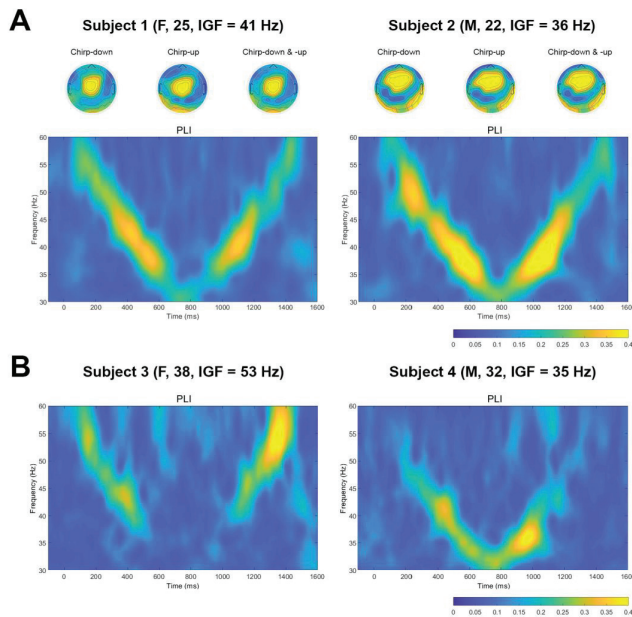 A
Subject 1 (F, 25, IGF = 41 Hz)
Subject 2 (M, 22, IGF = 36 Hz)
Chirp-down
Chirp-up
Chirp-down & -up
Chirp-down
Chirp-up
Chirp-down & -up
PLI
PLI
Frequency (Hz)
60
55
50
45
40
35
30
0 200 400 600 800 1000 1200 1400 1600
Time (ms)
Frequency (Hz)
60
55
50
45
40
35
30
0 200 400 600 800 1000 1200 1400 1600
Time (ms)
0 0.05 0.1 0.15 0.2 0.25 0.3 0.35 0.4
B
Subject 3 (F, 38, IGF = 53 Hz)
Subject 4 (M, 32, IGF = 35 Hz)
PLI
PLI
Frequency (Hz)
60
55
50
45
40
35
30
0 200 400 600 800 1000 1200 1400 1600
Time (ms)
Frequency (Hz)
60
55
50
45
40
35
30
0 200 400 600 800 1000 1200 1400 1600
Time (ms)
0 0.05 0.1 0.15 0.2 0.25 0.3 0.35 0.4